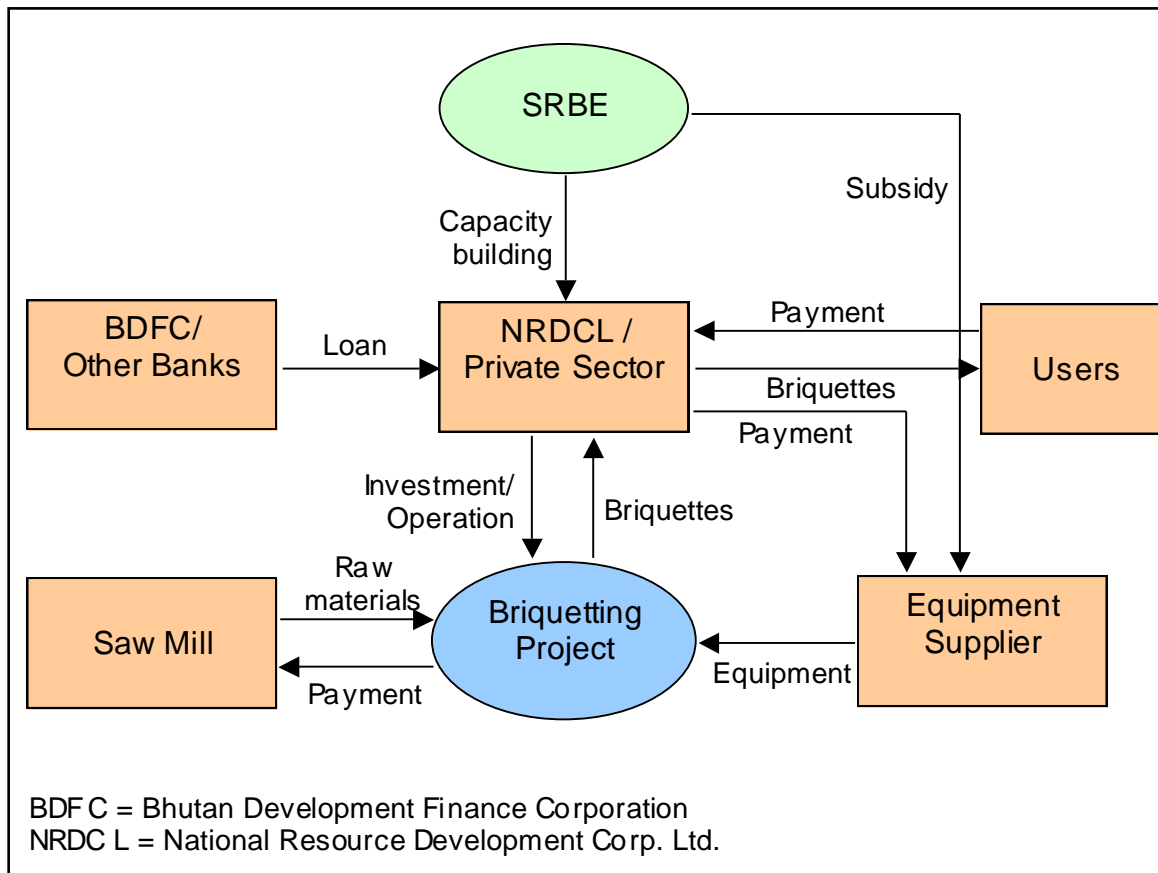 SRBE
Subsidy
Capacity
building
BDFC/
Other Banks
Loan
NRDCL /
Private Sector
Payment
Users
Briquettes
Payment
Investment/
Operation
Briquettes
Raw
materials
Saw Mill
Payment
Briquetting
Project
Equipment
Equipment
Supplier
BDFC = Bhutan Development Finance Corporation
NRDCL = National Resource Development Corp. Ltd.